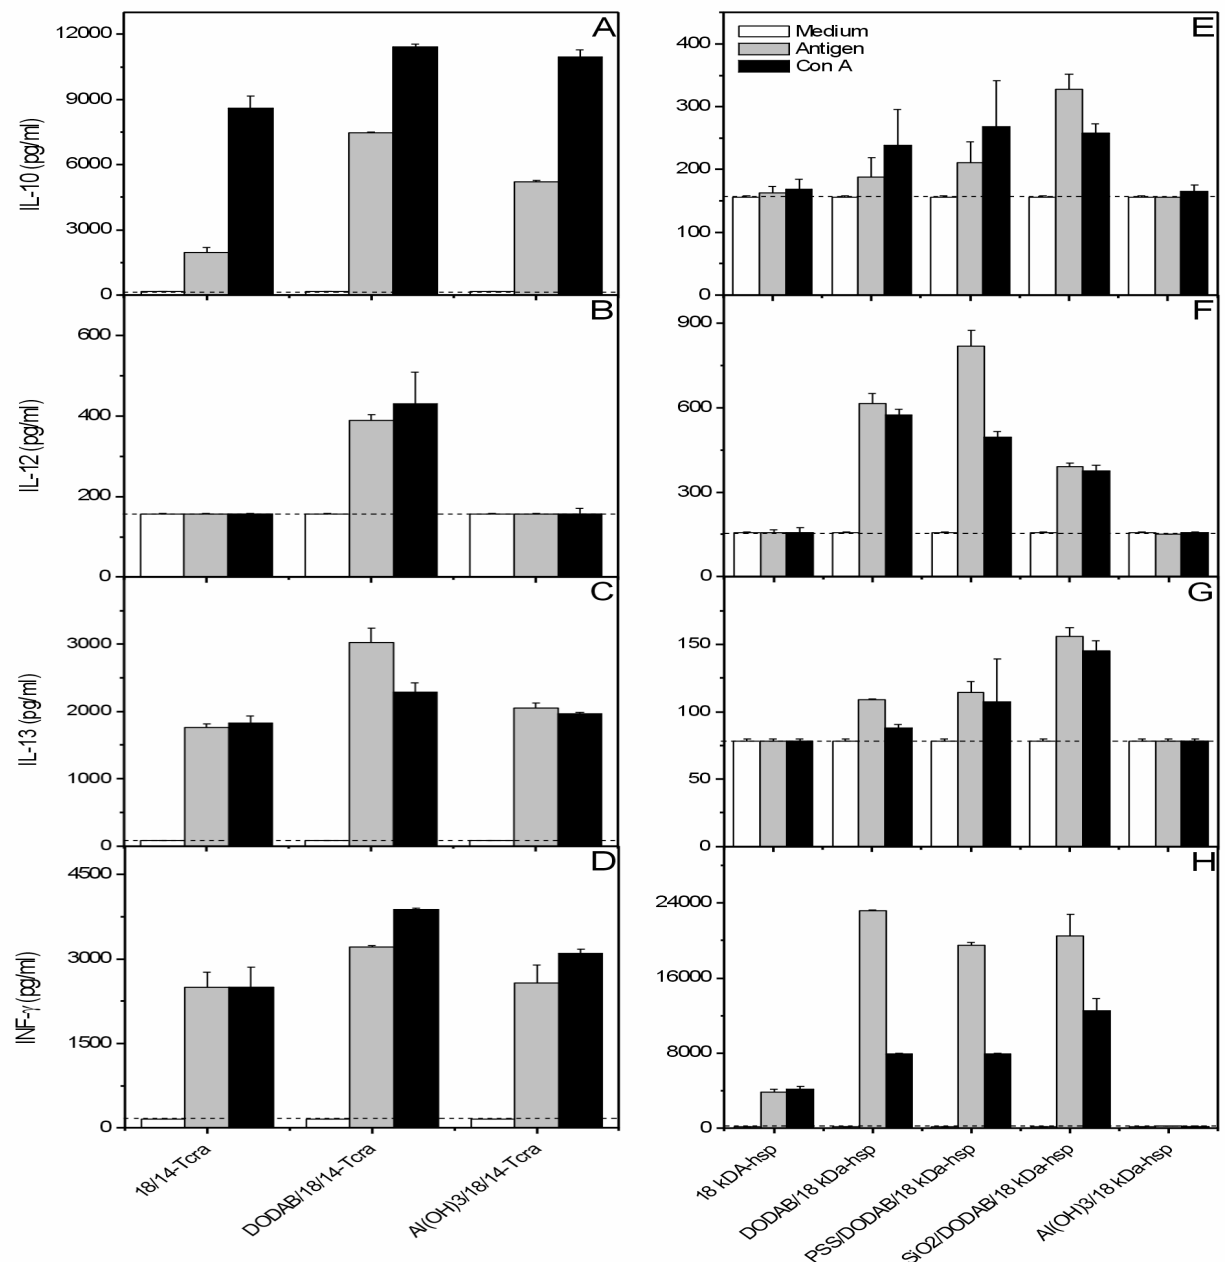 A
12000
9000
6000
3000
0
IL-10 (pg/ml)
B
600
400
200
0
IL-12 (pg/ml)
C
3000
2000
1000
0
IL-13 (pg/ml)
D
4500
3000
1500
0
INF-γ (pg/ml)
18/14-Tcra
DODAB/18/14-Tcra
Al(OH)3/18/14-Tcra
E
Medium
Antigen
Con A
400
300
200
100
0
F
900
600
300
0
G
150
100
50
0
H
24000
16000
8000
0
18 kDA-hsp
DODAB/18 kDa-hsp
PSS/DODAB/18 kDa-hsp
SiO2/DODAB/18 kDa-hsp
Al(OH)3/18 kDa-hsp